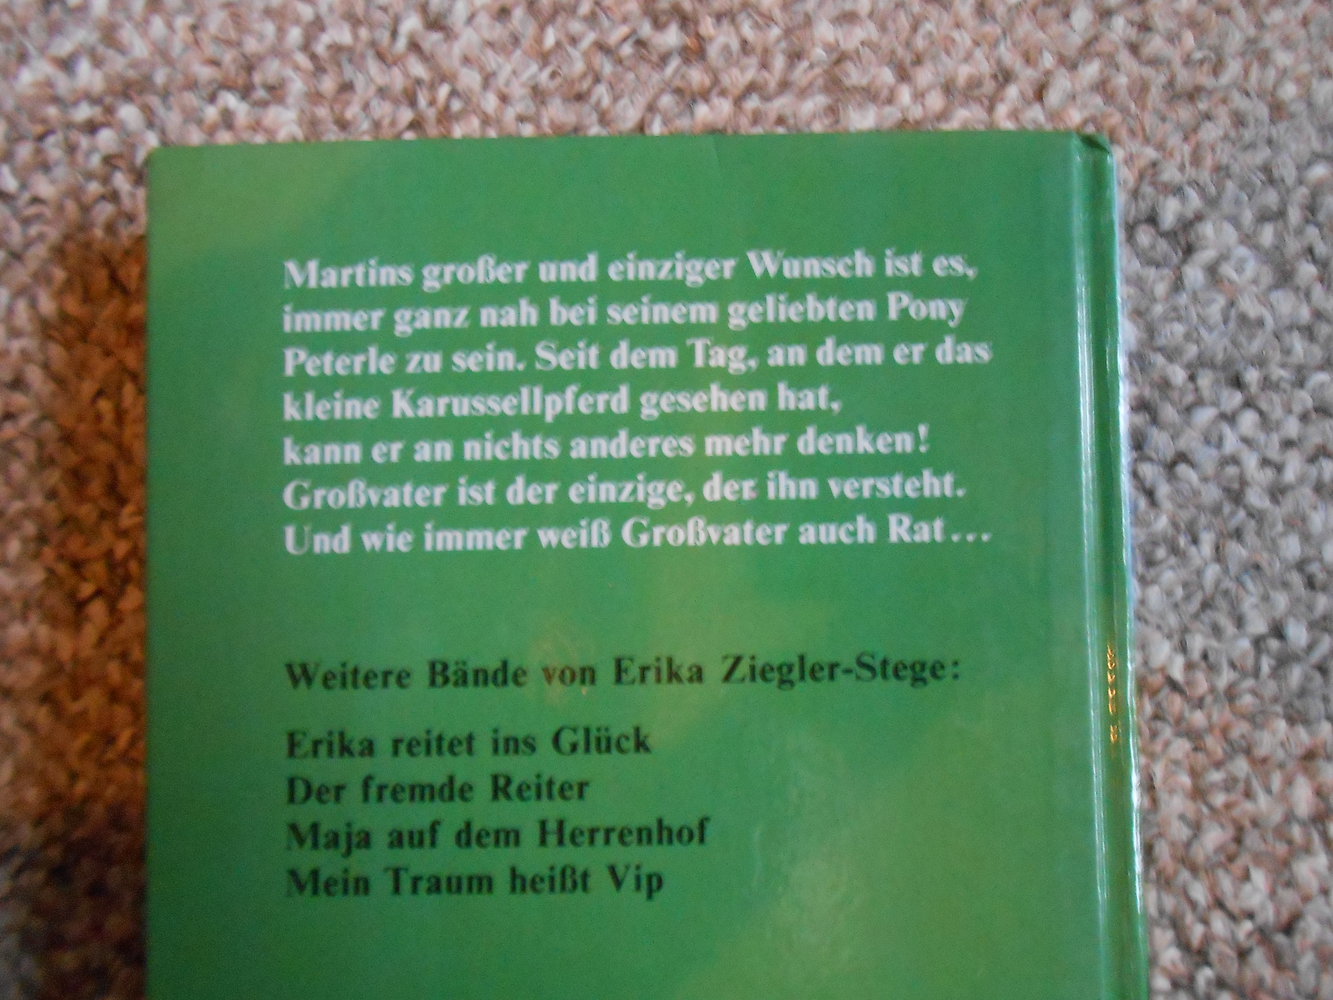 Martins großer und einziger Wunsch ist es,
immer ganz nah bei seinem geliebten Pony
Peterle zu sein. Seit dem Tag, an dem er das
kleine Karussellpferd gesehen hat,
kann er an nichts anderes mehr denken!
Großvater ist der einzige, der ihn versteht.
Und wie immer weiß Großvater auch Rat...
Weitere Bände von Erika Ziegler-Stege:
Erika reitet ins Glück
Der fremde Reiter
Maja auf dem Herrenhof
Mein Traum heißt Vip